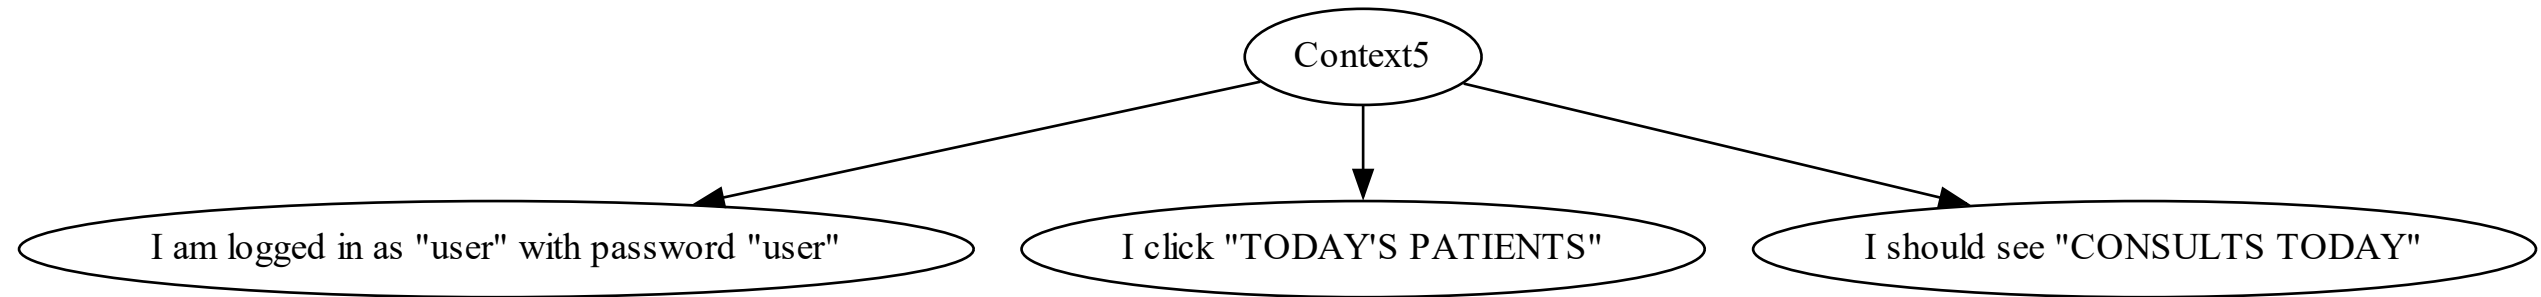 Context5
I am logged in as "user" with password "user"
I click "TODAY'S PATIENTS"
I should see "CONSULTS TODAY"